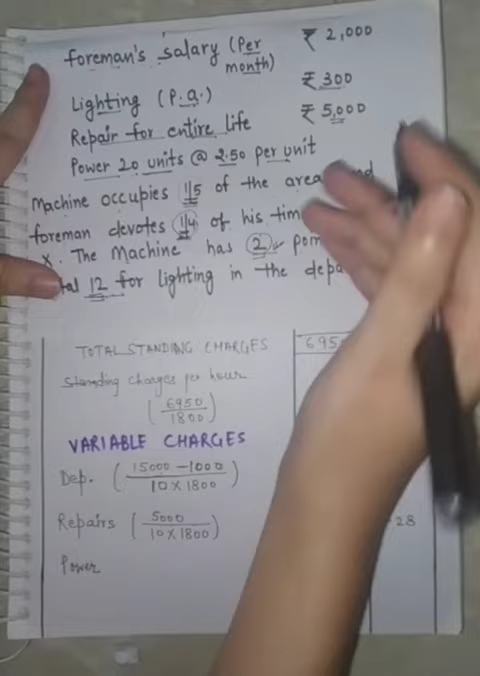 foreman's salary (Per month) ₹ 2,000
Lighting (P.a.) ₹ 300
Repair for entire life ₹ 5,000
Power 20 units @ 2.50 per unit
Machine occupies 1/5 of the area
foreman devotes 1/4 of his
x. The Machine has 2
12 for lighting in the
TOTAL STANDING CHARGES 695
Standing charges per hour
(6950/1800)
VARIABLE CHARGES
Dep. (15000-1000/10×1800)
Repairs (5000/10×1800) 28
Power